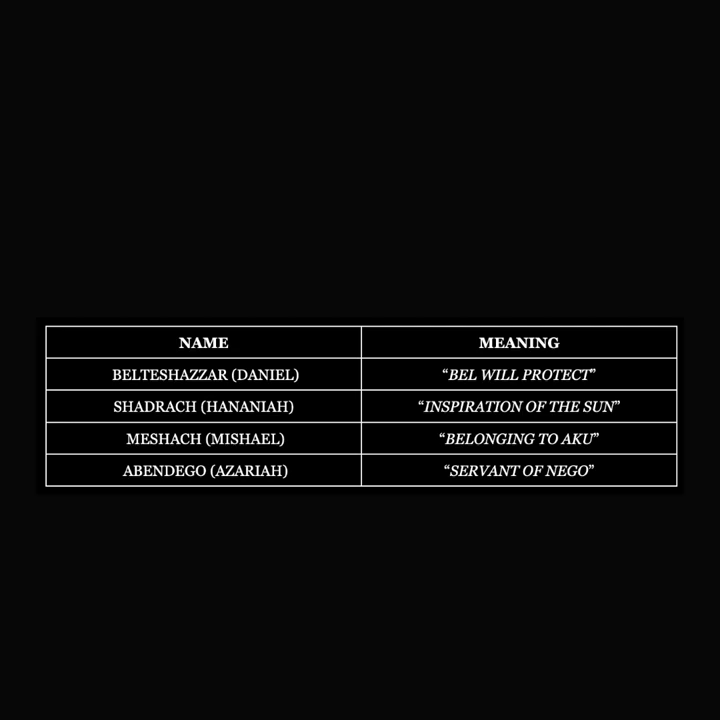 NAME MEANING
BELTESHAZZAR (DANIEL) “BEL WILL PROTECT”
SHADRACH (HANANIAH) “INSPIRATION OF THE SUN”
MESHACH (MISHAEL) “BELONGING TO AKU”
ABENDEGO (AZARIAH) “SERVANT OF NEGO”